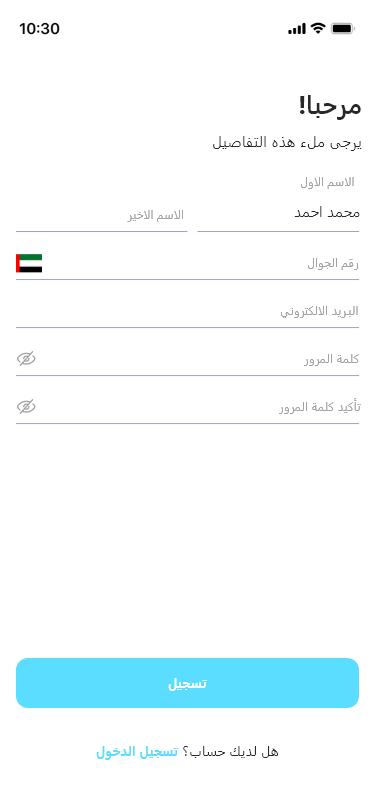 10:30
مرحبا!
يرجى ملء هذه التفاصيل
الاسم الاول
محمد احمد
الاسم الاخير
رقم الجوال
البريد الالكتروني
كلمة المرور
تأكيد كلمة المرور
تسجيل
هل لديك حساب؟ تسجيل الدخول